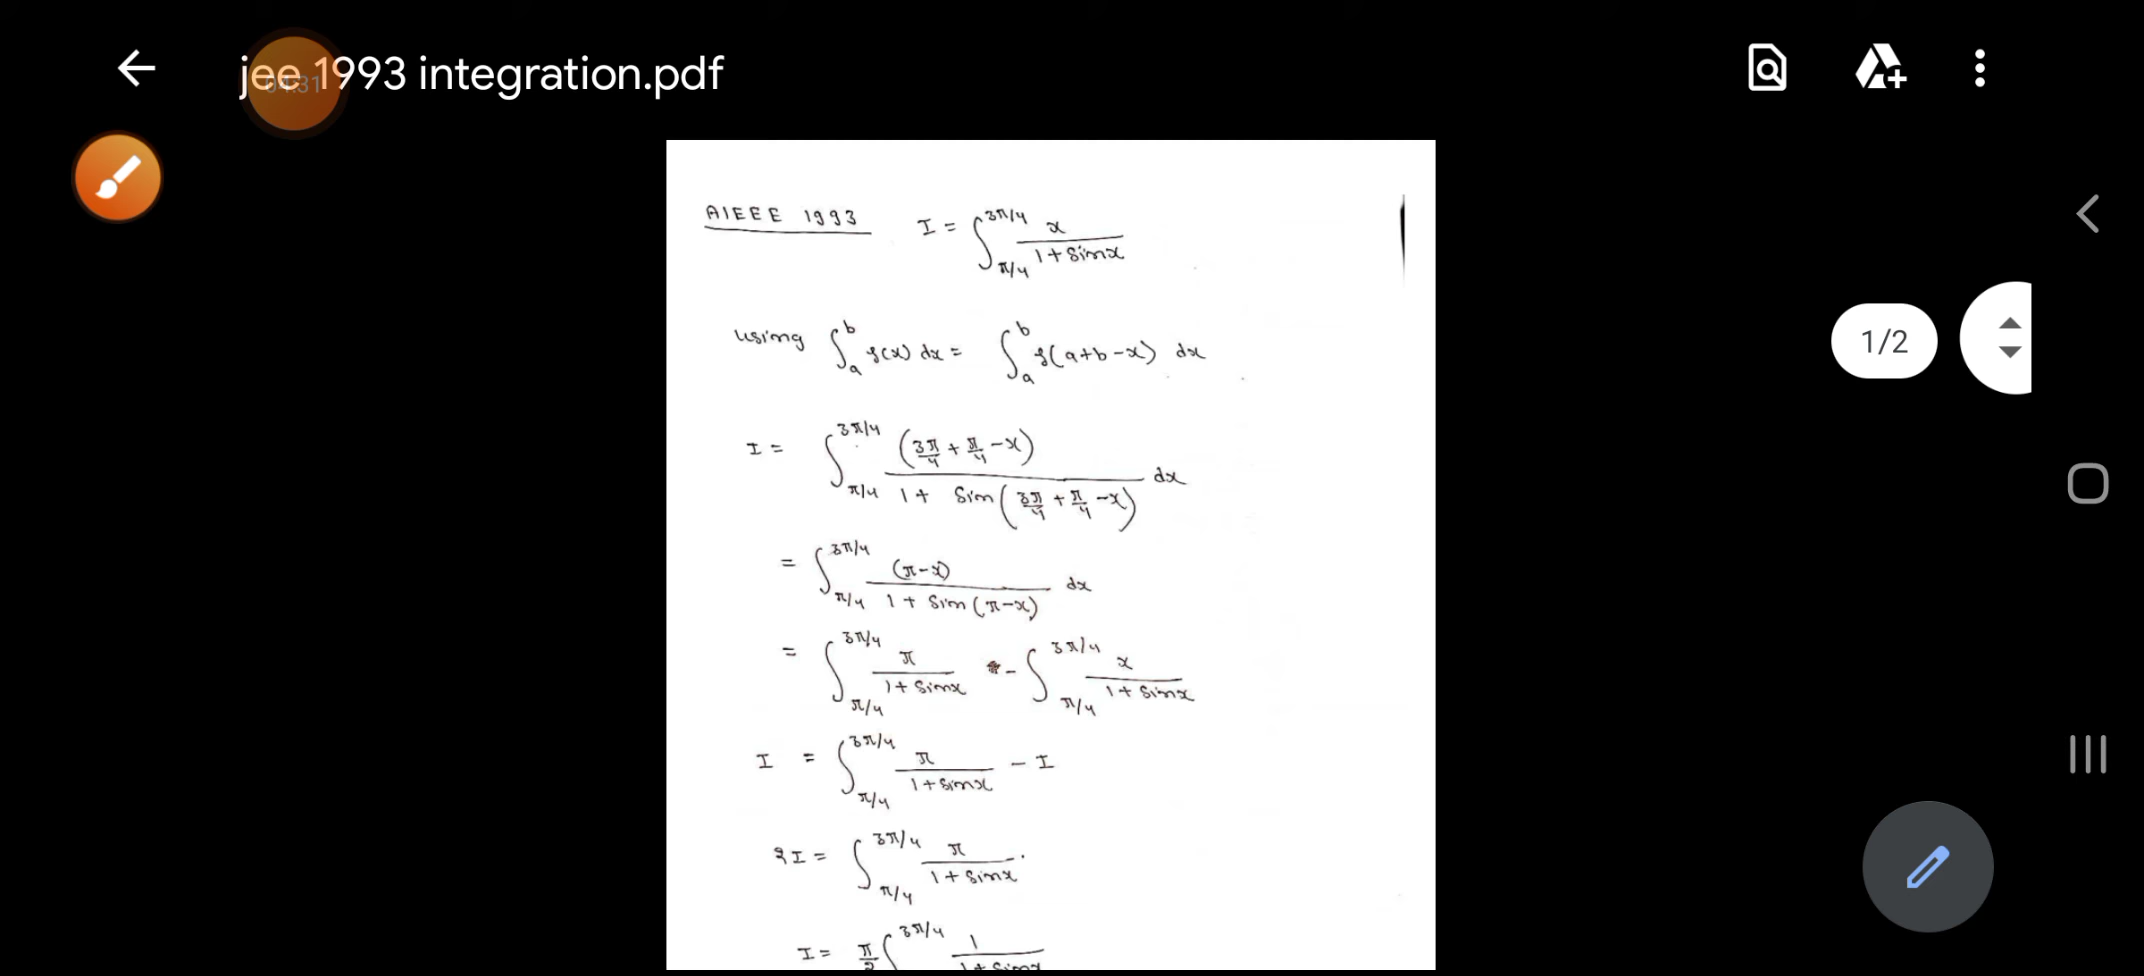 jee 1993 integration.pdf
04:31
1/2
AIEEE 1993 I = ∫_{π/4}^{3π/4} x / (1 + sinx)
using ∫_a^b f(x) dx = ∫_a^b f(a+b-x) dx
I = ∫_{π/4}^{3π/4} (3π/4 + π/4 - x) / (1 + sin(3π/4 + π/4 - x)) dx
= ∫_{π/4}^{3π/4} (π-x) / (1 + sin(π-x)) dx
= ∫_{π/4}^{3π/4} π / (1 + sinx) - ∫_{π/4}^{3π/4} x / (1 + sinx)
I = ∫_{π/4}^{3π/4} π / (1 + sinx) - I
2I = ∫_{π/4}^{3π/4} π / (1 + sinx)
I = π/2 ∫^{3π/4} 1 / (1 + sinx)